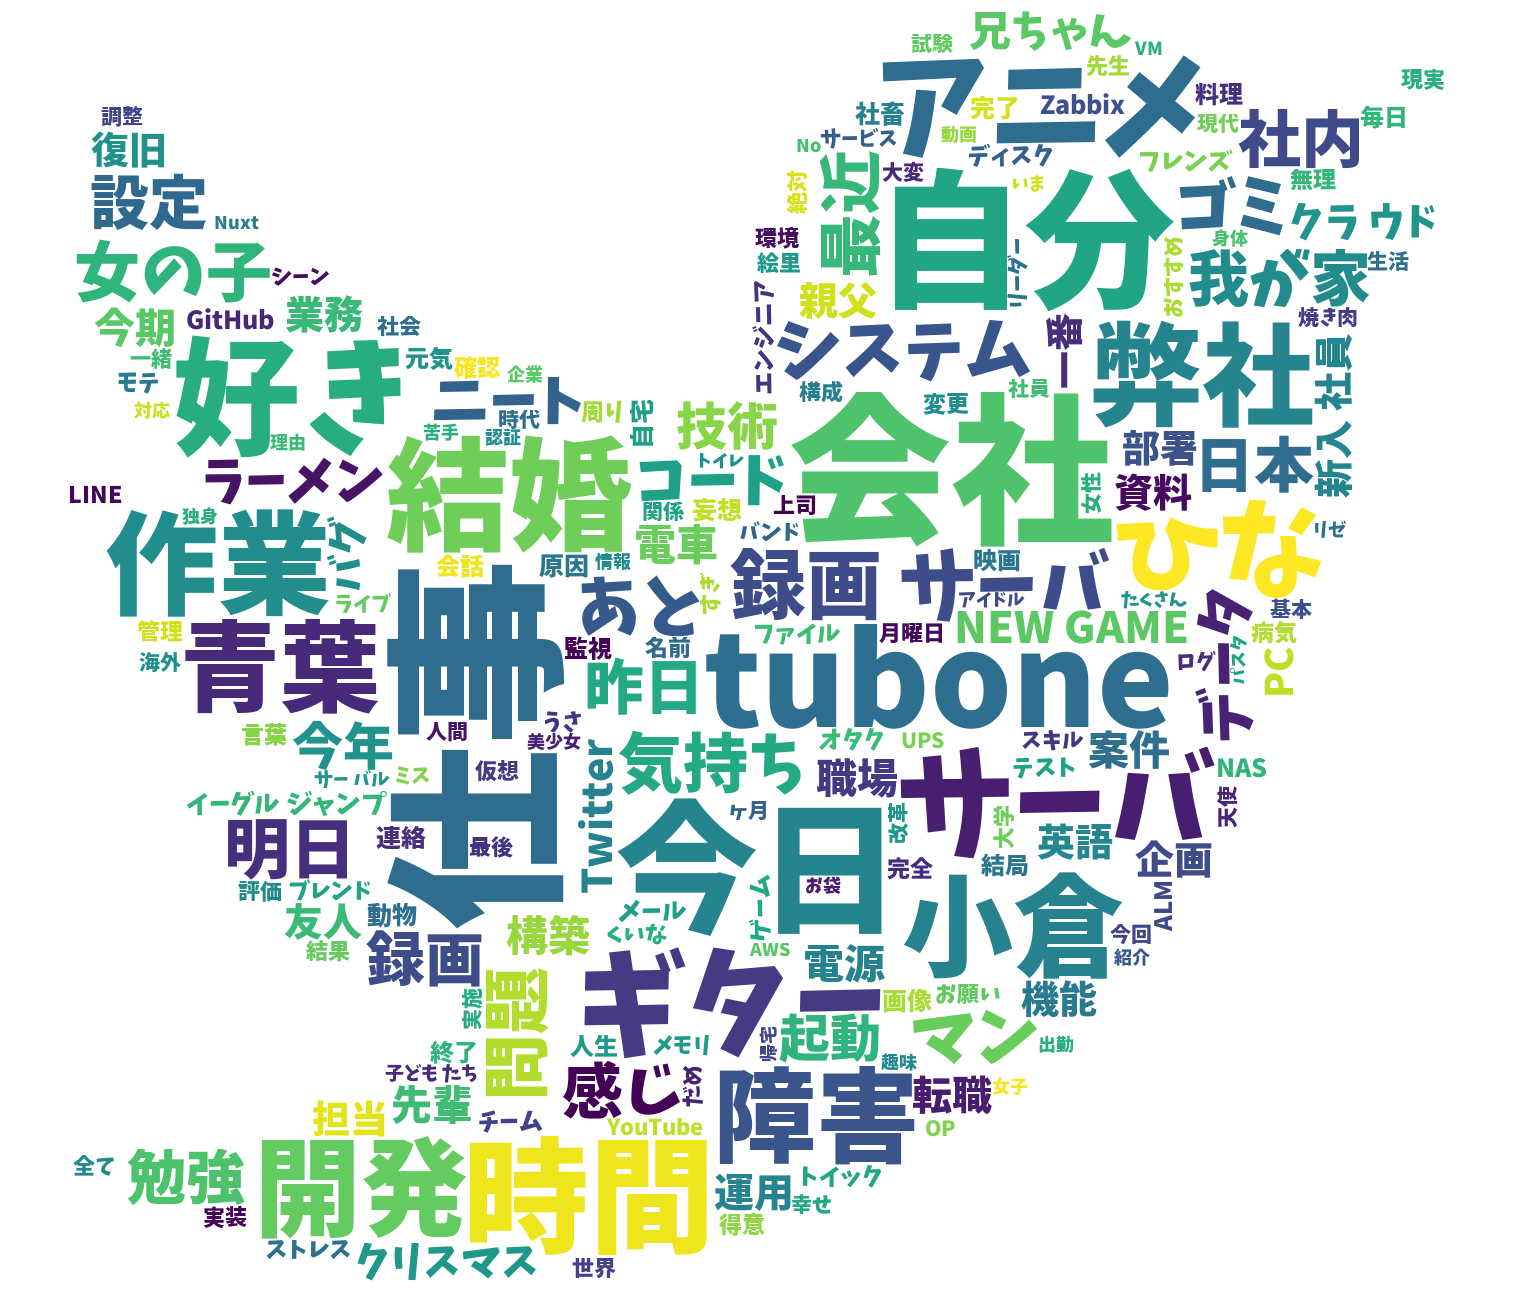 兄ちゃん
試験
VM
アニメ
先生
現実
料理
Zabbix
完了
社畜
調整
毎日
社内
現代
動画
サービス
No
復旧
ディスク
フレンズ
大変
最近
自分
いま
無理
絶対
設定
ゴミ
クラウド
Nuxt
身体
環境
女の子
リーダー
おすすめ
我が家
生活
絵里
シーン
親父
エンジニア
業務
今期
GitHub
社会
システム
一番
焼き肉
弊社
社員
一緒
元気
好き
確認
企業
モテ
ニート
構成
社員
変更
会社
対応
時代
周り
自宅
技術
苦手
認証
理由
結婚
部署
日本
新入
コード
トイレ
ラーメン
女性
資料
LINE
上司
関係
妄想
独身
作業
バグ
バンド
電車
ひな
リゼ
録画
サーバ
映画
会話
原因
情報
あと
すぎ
アイドル
たくさん
データ
基本
ライブ
仕事
NEW GAME
病気
管理
青葉
ファイル
月曜日
監視
名前
海外
昨日
tubone
ログ
パスタ
PC
うさ
人間
美少女
言葉
今年
Twitter
気持ち
オタク
UPS
スキル
案件
サーバル
ミス
仮想
職場
サーバ
テスト
NAS
イーグルジャンプ
ヶ月
今日
改革
大学
天使
明日
連絡
最後
英語
企画
完全
結局
評価
ブレンド
お袋
小倉
ALM
友人
動物
メール
ゲーム
くいな
構築
今回
録画
結果
AWS
電源
紹介
ギター
問題
機能
実施
画像
お願い
起動
マン
終了
人生
メモリ
帰宅
出勤
子どもたち
感じ
だめ
趣味
障害
転職
女子
先輩
担当
チーム
YouTube
OP
全て
勉強
開発
時間
運用
トイック
幸せ
実装
得意
ストレス
クリスマス
世界